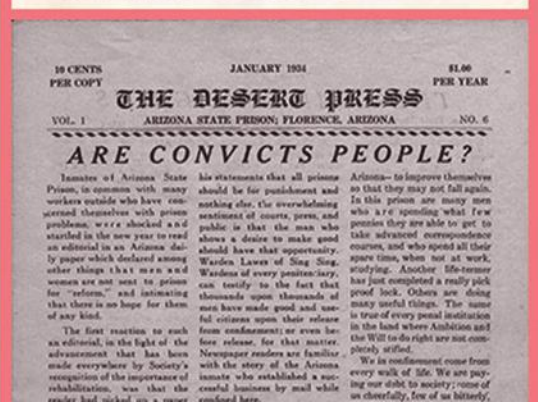 10 CENTS
PER COPY
JANUARY 1934
$1.00
PER YEAR
THE DESERT PRESS
VOL. 1
ARIZONA STATE PRISON; FLORENCE, ARIZONA
NO. 6
ARE CONVICTS PEOPLE?
Inmates of Arizona State
Prison, in common with many
workers outside who have con-
cerned themselves with prison
problems, were shocked and
startled in the new year to read
an editorial in an Arizona dai-
ly paper which declared among
other things that men and
women are not sent to prison
for "reform," and intimating
that there is no hope for them
of any kind.
The first reaction to such
an editorial, in the light of the
advancement that has been
made everywhere by Society's
recognition of the importance of
rehabilitation, was that the
reader had picked up a paper
his statements that all prisons
should be for punishment and
nothing else, the overwhelming
sentiment of courts, press, and
public is that the man who
shows a desire to make good
should have that opportunity.
Warden Lawes of Sing Sing,
Wardens of every penitenciary,
can testify to the fact that
thousands upon thousands of
men have made good and use-
ful citizens upon their release
from confinement; or even be-
fore release, for that matter.
Newspaper readers are familiar
with the story of the Arizona
inmate who established a suc-
cessful business by mail while
confined here.
Arizona—to improve themselves
so that they may not fall again.
In this prison are many men
who are spending what few
pennies they are able to get to
take advanced correspondence
courses, and who spend all their
spare time, when not at work,
studying. Another life-termer
has just completed a really pick
proof lock. Others are doing
many useful things. The same
is true of every penal institution
in the land where Ambition and
the Will to do right are not com-
pletely stifled.
We in confinement come from
every walk of life. We are pay-
ing our debt to society; some of
us cheerfully, few of us bitterly,